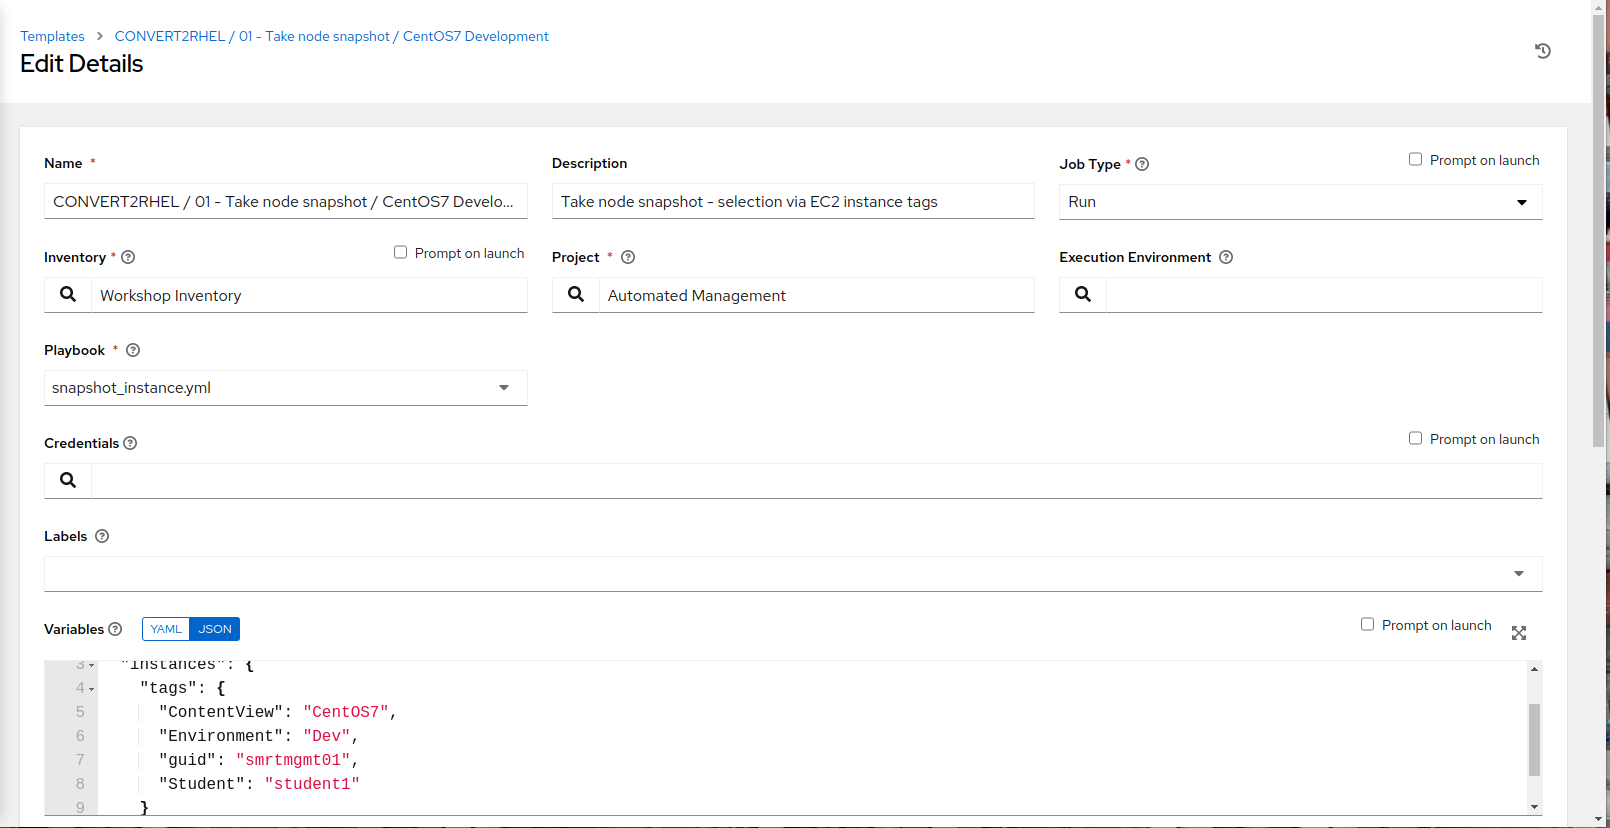 Templates > CONVERT2RHEL / 01 - Take node snapshot / CentOS7 Development
Edit Details
Name *
CONVERT2RHEL / 01 - Take node snapshot / CentOS7 Develo...
Description
Take node snapshot - selection via EC2 instance tags
Job Type *
Prompt on launch
Run
Inventory *
Prompt on launch
Workshop Inventory
Project *
Automated Management
Execution Environment
Playbook *
snapshot_instance.yml
Credentials
Prompt on launch
Labels
Variables YAML JSON
Prompt on launch
3 "instances": {
4 "tags": {
5 "ContentView": "CentOS7",
6 "Environment": "Dev",
7 "guid": "smrtmgmt01",
8 "Student": "student1"
9 }